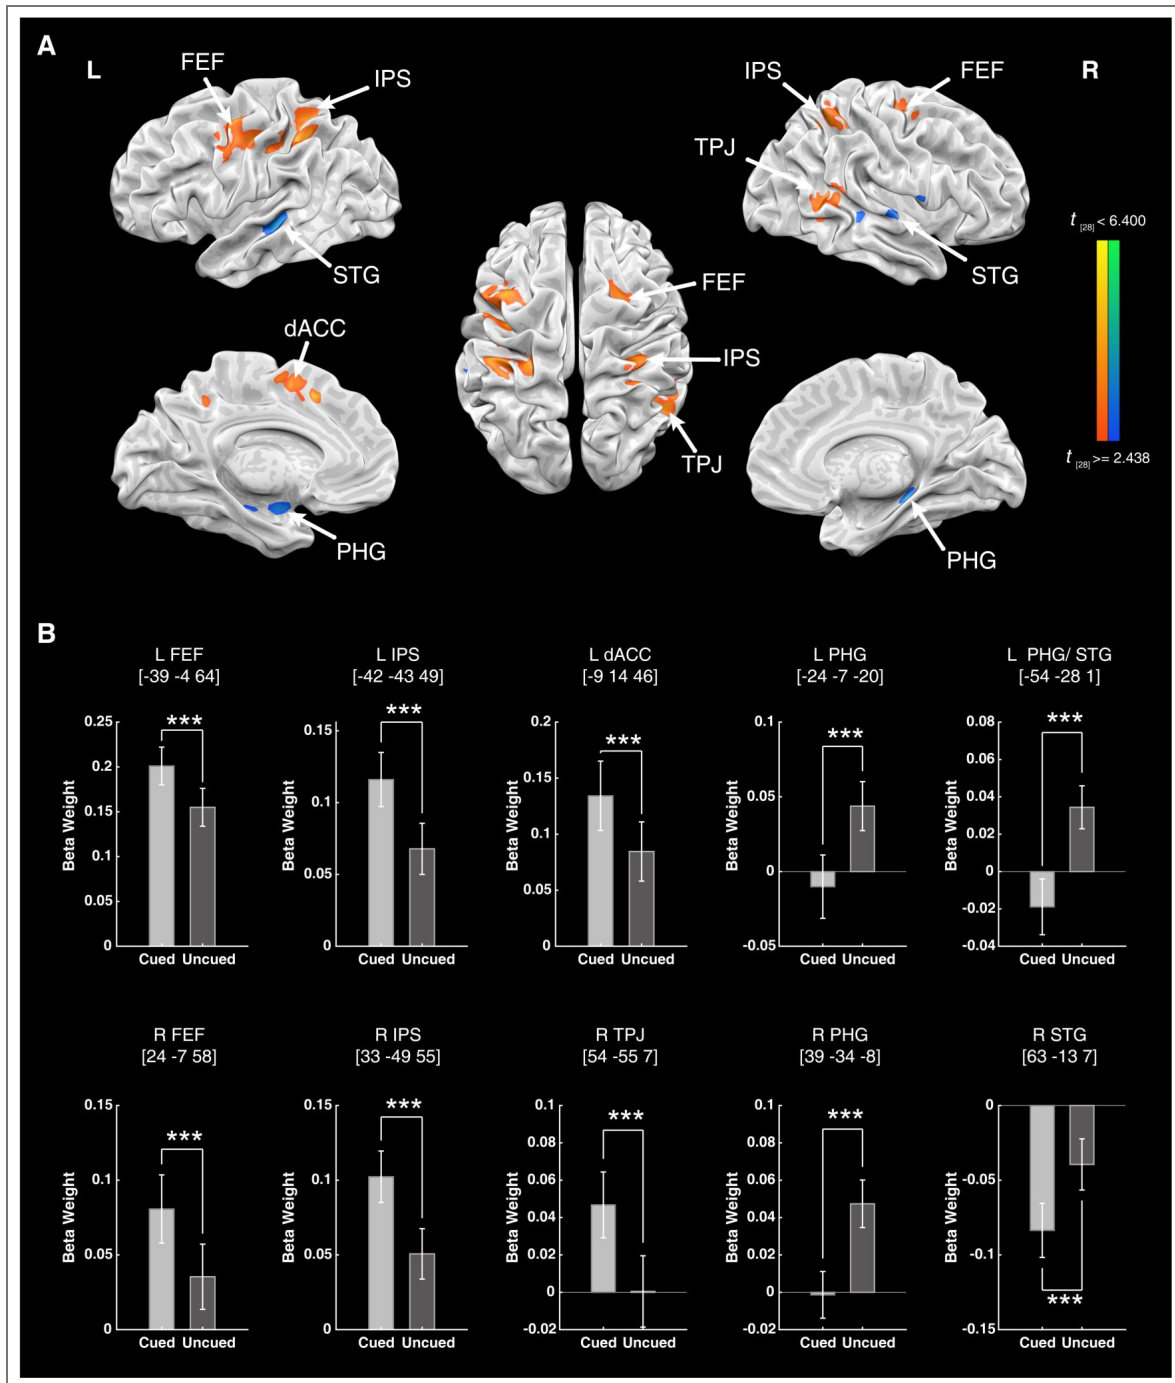 A
L
R
FEF
IPS
STG
IPS
FEF
TPJ
STG
t [28] < 6.400
t [28] >= 2.438
FEF
IPS
TPJ
dACC
PHG
PHG
B
L FEF
[-39 -4 64]
Beta Weight
0.25
0.2
0.15
0.1
0.05
0
***
Cued Uncued
L IPS
[-42 -43 49]
Beta Weight
0.15
0.1
0.05
0
***
Cued Uncued
L dACC
[-9 14 46]
Beta Weight
0.2
0.15
0.1
0.05
0
***
Cued Uncued
L PHG
[-24 -7 -20]
Beta Weight
0.1
0.05
0
-0.05
***
Cued Uncued
L PHG/ STG
[-54 -28 1]
Beta Weight
0.08
0.06
0.04
0.02
0
-0.02
-0.04
***
Cued Uncued
R FEF
[24 -7 58]
Beta Weight
0.15
0.1
0.05
0
***
Cued Uncued
R IPS
[33 -49 55]
Beta Weight
0.15
0.1
0.05
0
***
Cued Uncued
R TPJ
[54 -55 7]
Beta Weight
0.1
0.08
0.06
0.04
0.02
0
-0.02
***
Cued Uncued
R PHG
[39 -34 -8]
Beta Weight
0.1
0.08
0.06
0.04
0.02
0
-0.02
***
Cued Uncued
R STG
[63 -13 7]
Beta Weight
0
-0.05
-0.1
-0.15
***
Cued Uncued